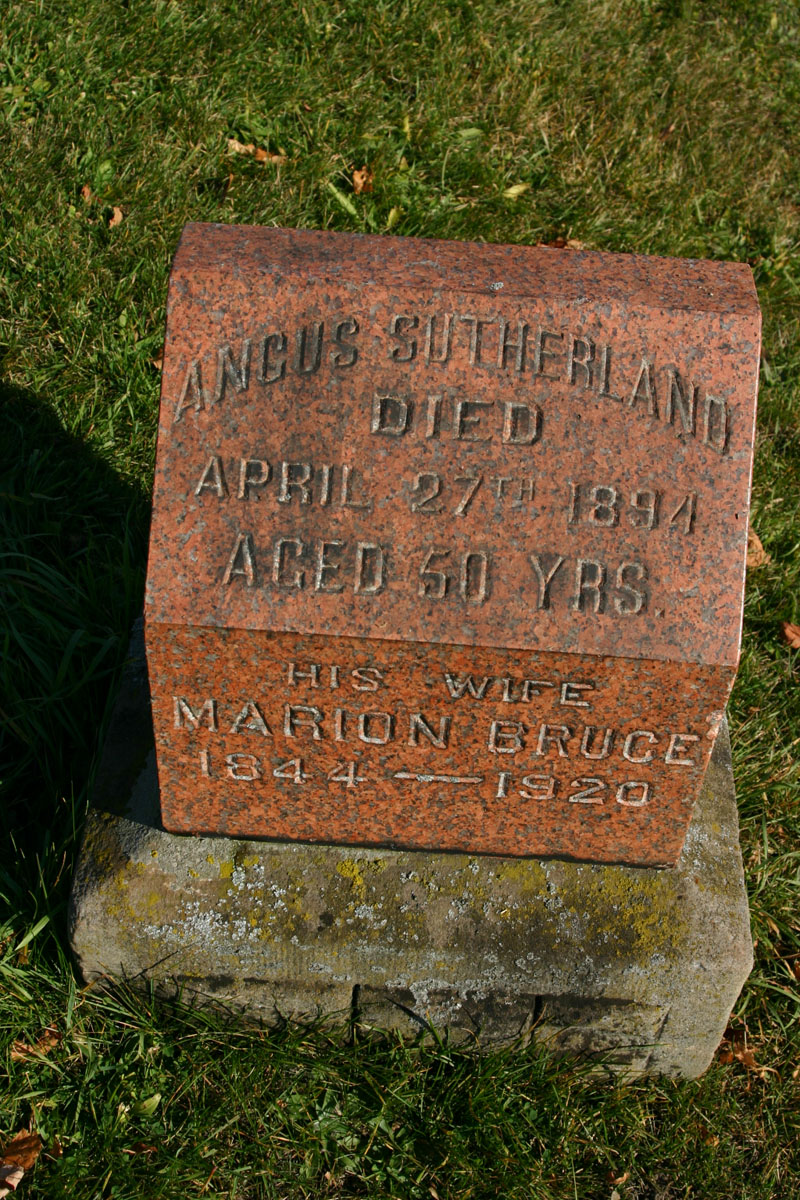 ANGUS SUTHERLAND
DIED
APRIL 27TH 1894
AGED 50 YRS.
HIS WIFE
MARION BRUCE
1844 — 1920